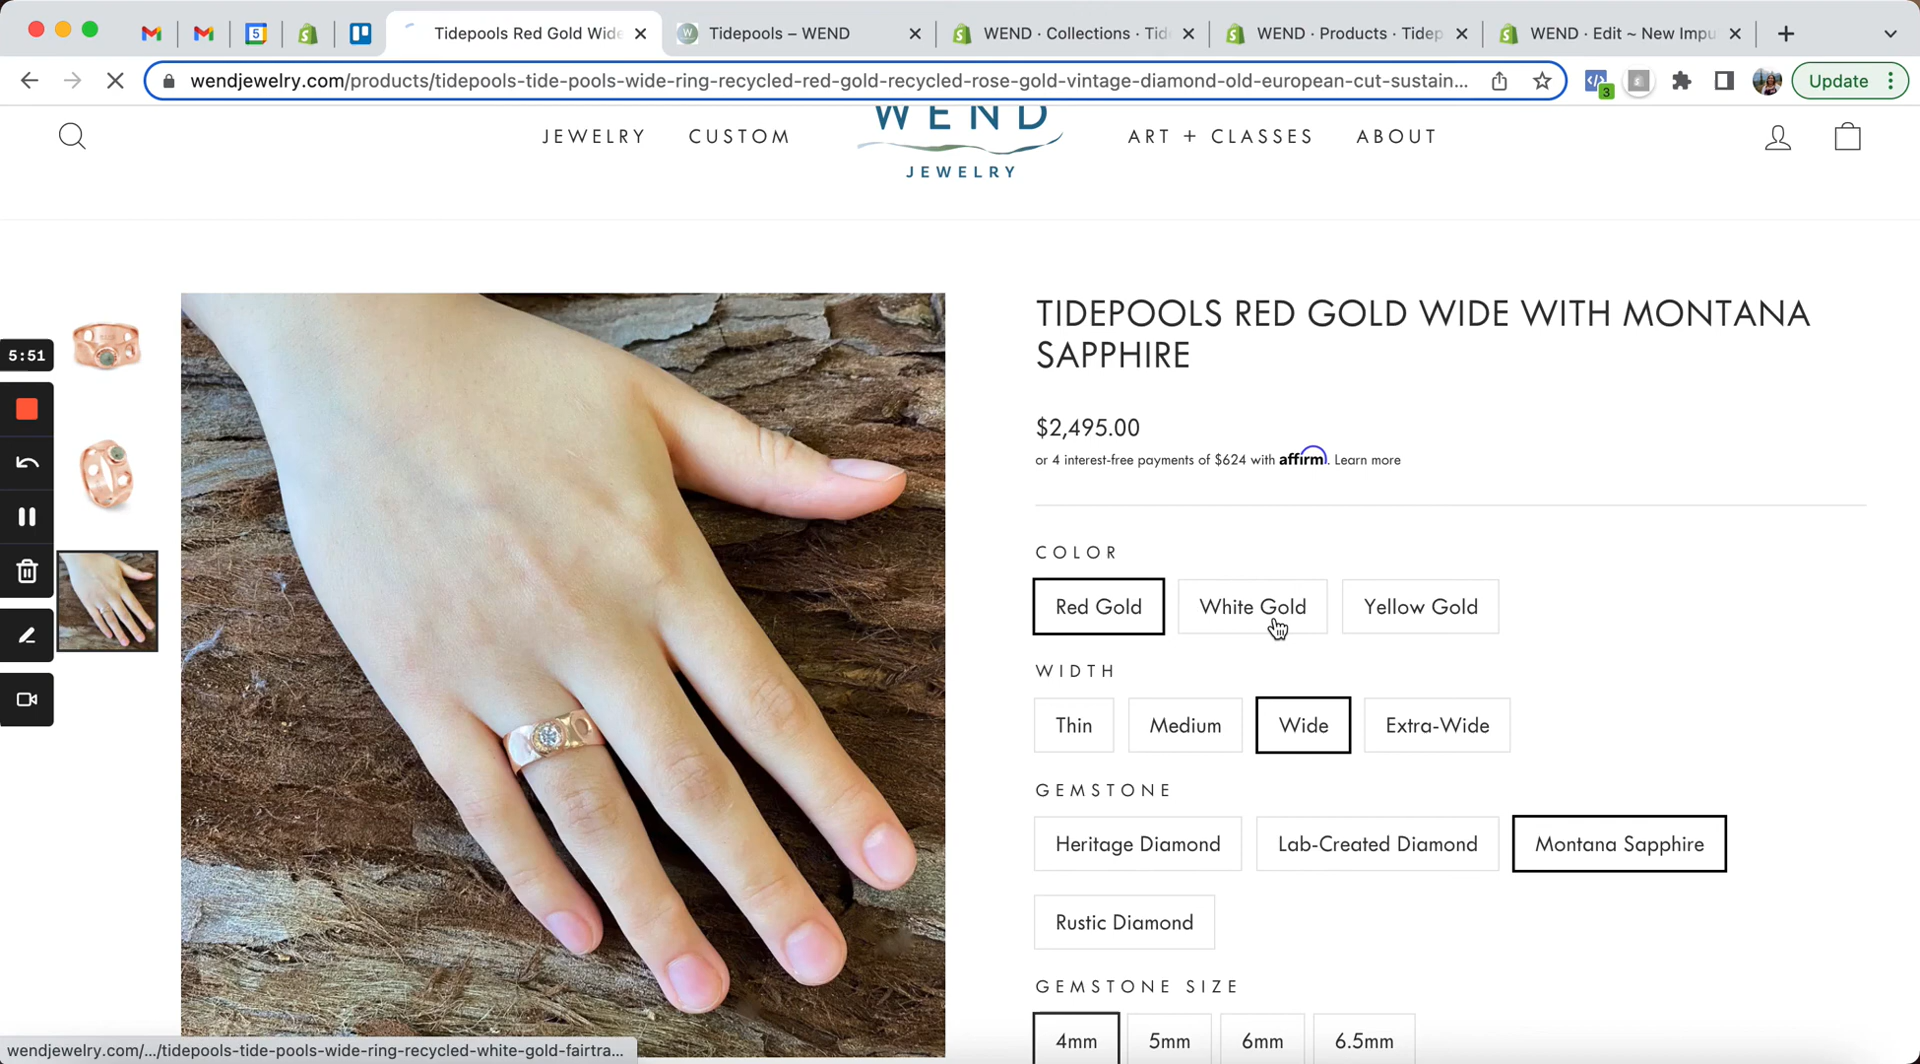 5
Tidepools Red Gold Wide
W
Tidepools – WEND
WEND · Collections · Tid
WEND · Products · Tidep
WEND · Edit ~ New Impu
wendjewelry.com/products/tidepools-tide-pools-wide-ring-recycled-red-gold-recycled-rose-gold-vintage-diamond-old-european-cut-sustain...
3
Update
JEWELRY
CUSTOM
WEND
JEWELRY
ART + CLASSES
ABOUT
5:51
TIDEPOOLS RED GOLD WIDE WITH MONTANA
SAPPHIRE
$2,495.00
or 4 interest-free payments of $624 with affirm. Learn more
COLOR
Red Gold
White Gold
Yellow Gold
WIDTH
Thin
Medium
Wide
Extra-Wide
GEMSTONE
Heritage Diamond
Lab-Created Diamond
Montana Sapphire
Rustic Diamond
GEMSTONE SIZE
4mm
5mm
6mm
6.5mm
wendjewelry.com/.../tidepools-tide-pools-wide-ring-recycled-white-gold-fairtra...